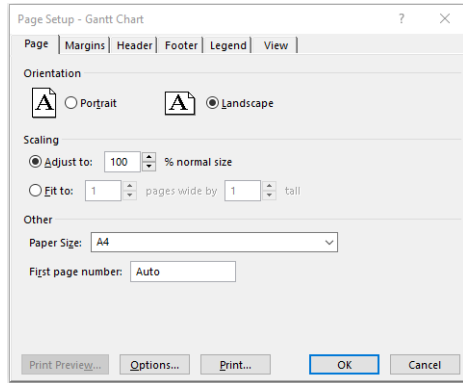 Page Setup - Gantt Chart ? ×
Page Margins Header Footer Legend View
Orientation
A Portrait A Landscape
Scaling
Adjust to: 100 % normal size
Fit to: 1 pages wide by 1 tall
Other
Paper Size: A4
First page number: Auto
Print Preview... Options... Print... OK Cancel